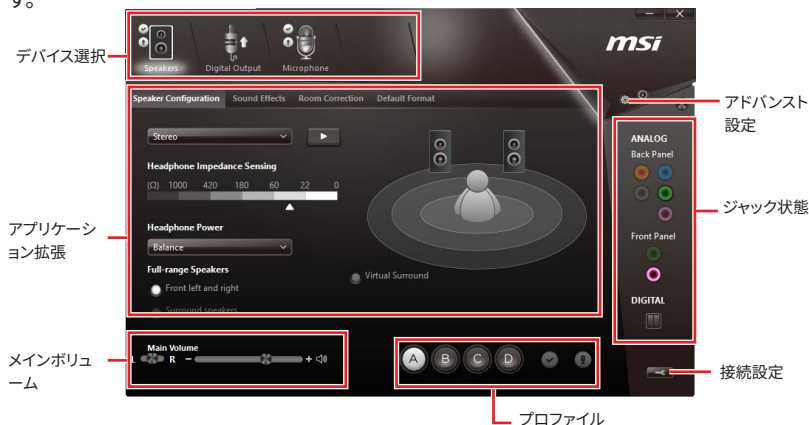 す。
デバイス選択
msi
Speakers
Digital Output
Microphone
Speaker Configuration Sound Effects Room Correction Default Format
アドバンスト
設定
Stereo
ANALOG
Back Panel
Headphone Impedance Sensing
(Ω) 1000 420 180 60 22 0
ジャック状態
アプリケーシ
ョン拡張
Headphone Power
Balance
Front Panel
Full-range Speakers
Virtual Surround
Front left and right
Surround speakers
DIGITAL
メインボリュ
ーム
Main Volume
L R − +
A B C D
接続設定
プロファイル